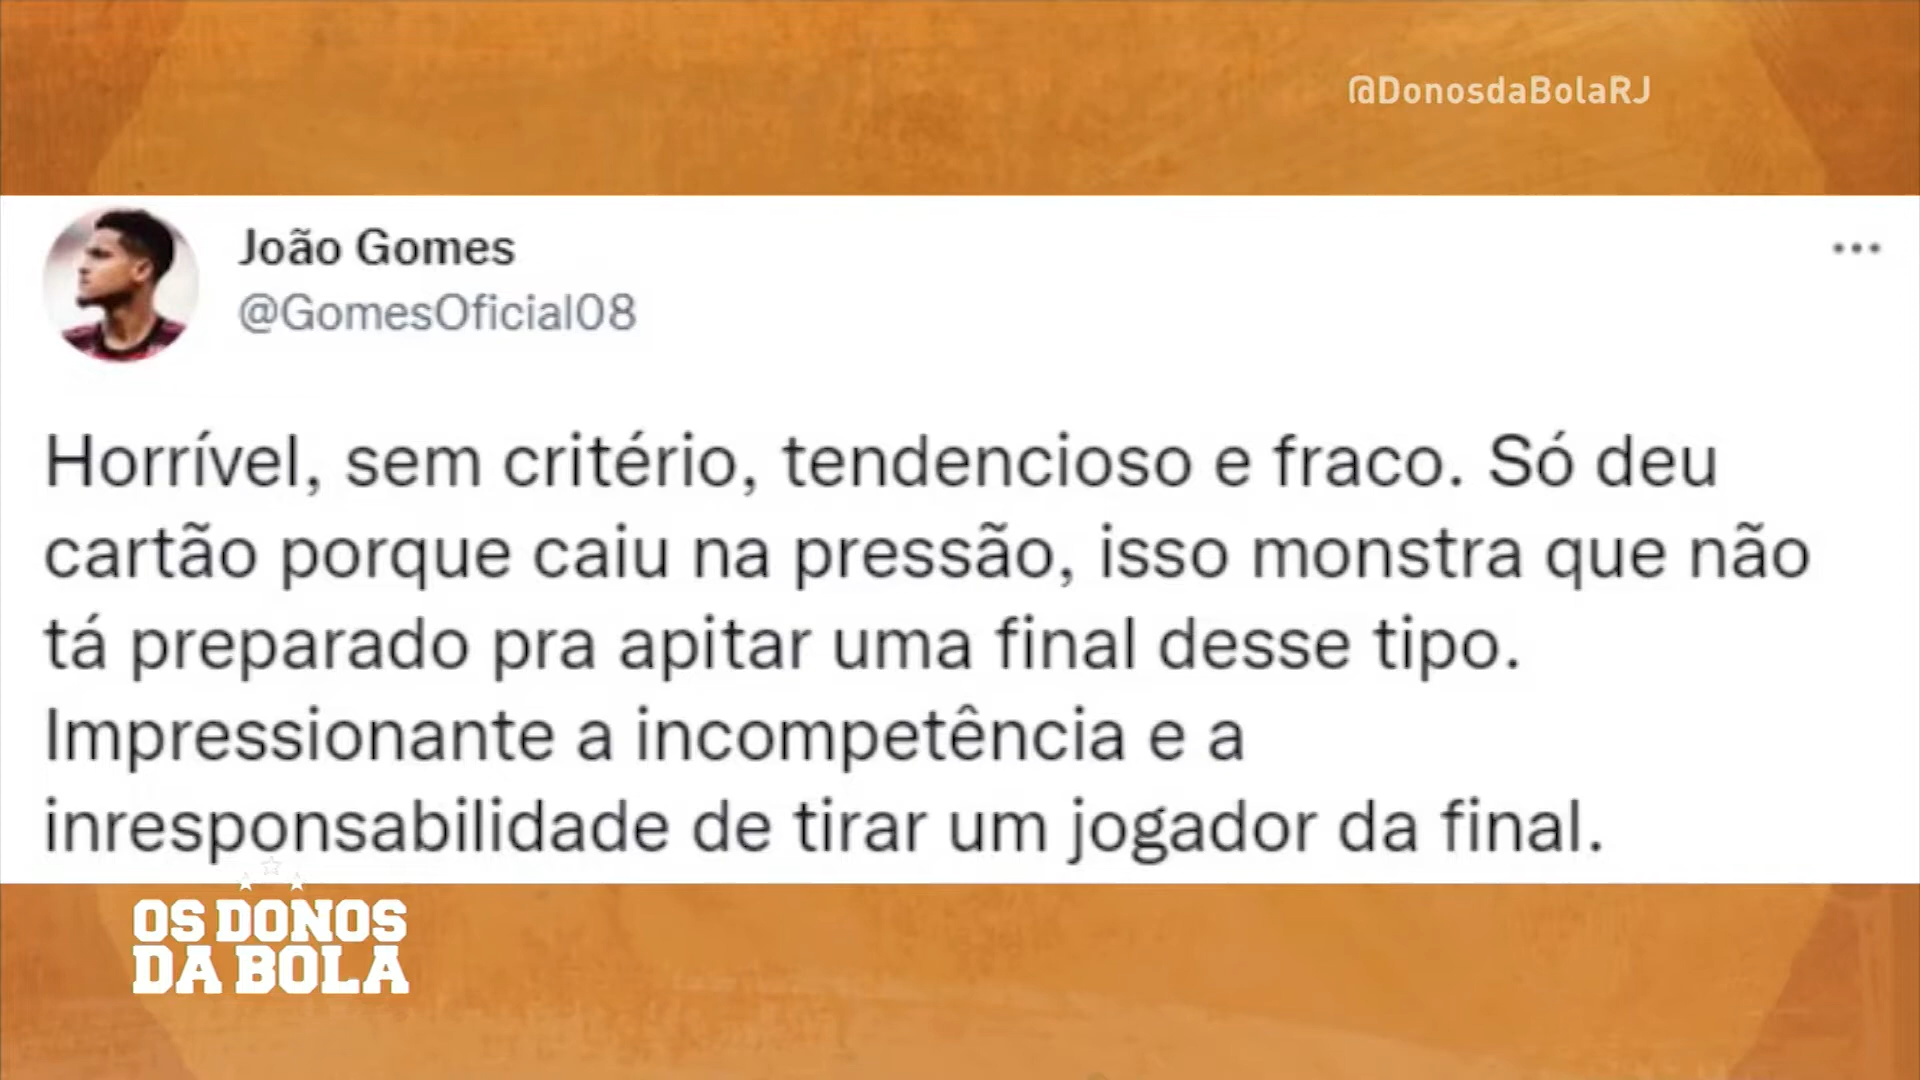 @DonosdaBolaRJ
João Gomes
@GomesOficial08
Horrível, sem critério, tendencioso e fraco. Só deu
cartão porque caiu na pressão, isso monstra que não
tá preparado pra apitar uma final desse tipo.
Impressionante a incompetência e a
inresponsabilidade de tirar um jogador da final.
OS DONOS
DA BOLA